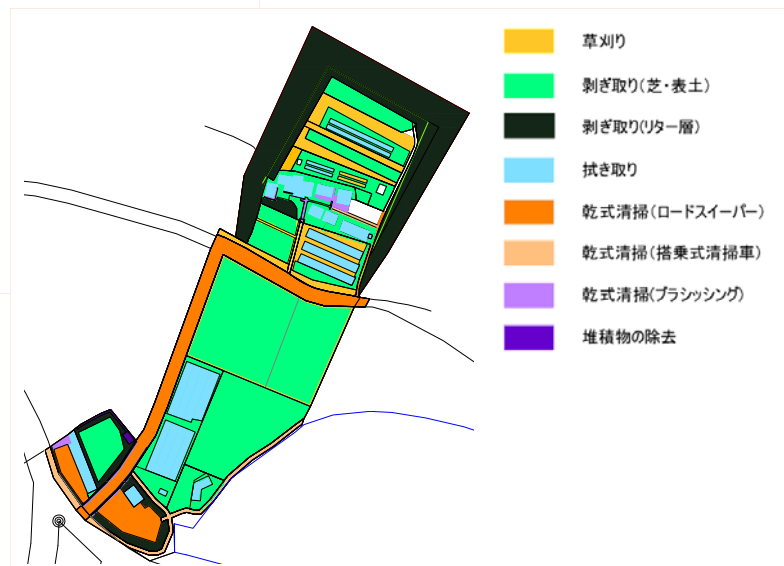 草刈り
剥ぎ取り(芝・表土)
剥ぎ取り(リター層)
拭き取り
乾式清掃(ロードスイーパー)
乾式清掃(搭乗式清掃車)
乾式清掃(ブラシッシング)
堆積物の除去